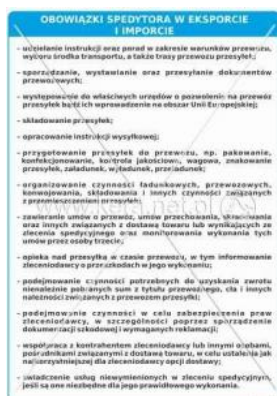 OBOWIĄZKI SPEDYTORA W EKSPORCIE
I IMPORCIE
- udzielanie instrukcji oraz porad w zakresie warunków przewozu,
wyboru środka transportu, a także trasy przewozu przesyłek;
- sporządzanie, wystawianie oraz przesyłanie dokumentów
przewozowych;
- występowanie do właściwych urzędów o pozwolenie na przewóz
przesyłek bądź ich wprowadzenie na obszar Unii Europejskiej;
- składowanie przesyłek;
- opracowanie instrukcji wysyłkowej;
- przygotowanie przesyłek do przewozu, np. pakowanie,
konfekcjonowanie, kontrola jakościowa, wagowa, znakowanie
przesyłek, załadunek, wyładunek, przeładunek;
- organizowanie czynności ładunkowych, przewozowych,
konwojowania, składowania i innych czynności związanych
z przemieszczaniem przesyłek;
- zawieranie umów o przewóz, umów przechowania, składowania
oraz innych związanych z dostawą towaru lub wynikających ze
zlecenia spedycyjnego oraz monitorowanie wykonania tych
umów przez osoby trzecie;
- opieka nad przesyłką w czasie przewozu, w tym informowanie
zleceniodawcy o przeszkodach w jego wykonaniu;
- podejmowanie czynności potrzebnych do uzyskania zwrotu
nienależnie pobranych sum z tytułu przewoźnego, cła i innych
należności związanych z przewozem przesyłki;
- podejmowanie czynności w celu zabezpieczenia praw
zleceniodawcy, w szczególności poprzez sporządzenie
dokumentacji szkodowej i wymaganych reklamacji;
- współpraca z kontrahentem zleceniodawcy lub innymi osobami,
pośrednikami związanymi z dostawą towaru, w celu ustalenia jak
najkorzystniejszej dla zleceniodawcy opcji dostawy;
- świadczenie usług niewymienionych w zleceniu spedycyjnym,
jeśli są one niezbędne dla jego prawidłowego wykonania.